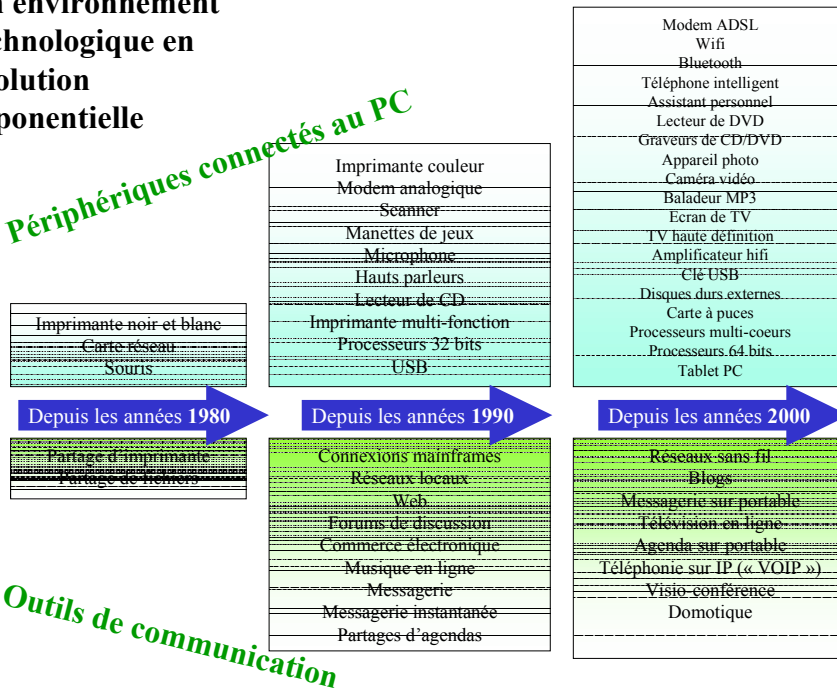 environnement
technologique en
olution
ponentielle
Périphériques connectés au PC
Imprimante noir et blanc
Carte réseau
Souris
Imprimante couleur
Modem analogique
Scanner
Manettes de jeux
Microphone
Hauts parleurs
Lecteur de CD
Imprimante multi-fonction
Processeurs 32 bits
USB
Modem ADSL
Wifi
Bluetooth
Téléphone intelligent
Assistant personnel
Lecteur de DVD
Graveurs de CD/DVD
Appareil photo
Caméra vidéo
Baladeur MP3
Ecran de TV
TV haute définition
Amplificateur hifi
Clé USB
Disques durs externes
Carte à puces
Processeurs multi-coeurs
Processeurs 64 bits
Tablet PC
Depuis les années 1980
Depuis les années 1990
Depuis les années 2000
Partage d'imprimante
Partage de fichiers
Connexions mainframes
Réseaux locaux
Web
Forums de discussion
Commerce électronique
Musique en ligne
Messagerie
Messagerie instantanée
Partages d'agendas
Réseaux sans fil
Blogs
Messagerie sur portable
Télévision en ligne
Agenda sur portable
Téléphonie sur IP (« VOIP »)
Visio-conférence
Domotique
Outils de communication